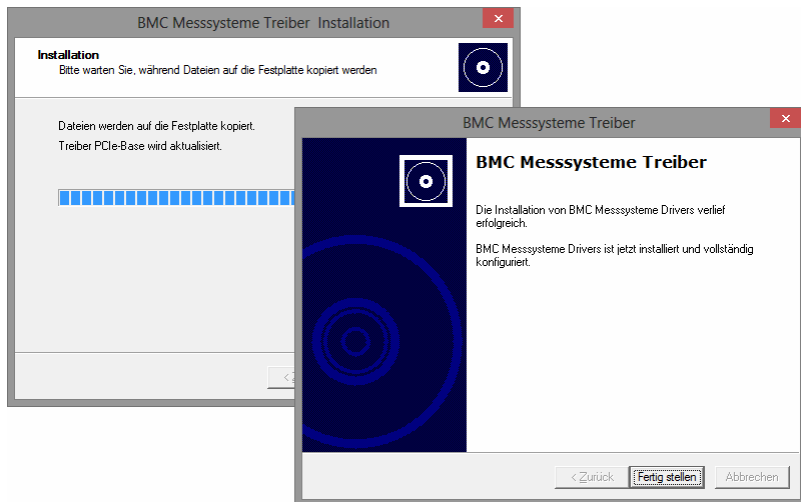 BMC Messsysteme Treiber Installation
Installation
Bitte warten Sie, während Dateien auf die Festplatte kopiert werden
Dateien werden auf die Festplatte kopiert.
Treiber PCIe-Base wird aktualisiert.
BMC Messsysteme Treiber
BMC Messsysteme Treiber
Die Installation von BMC Messsysteme Drivers verlief
erfolgreich.
BMC Messsysteme Drivers ist jetzt installiert und vollständig
konfiguriert.
< Zurück Fertig stellen Abbrechen